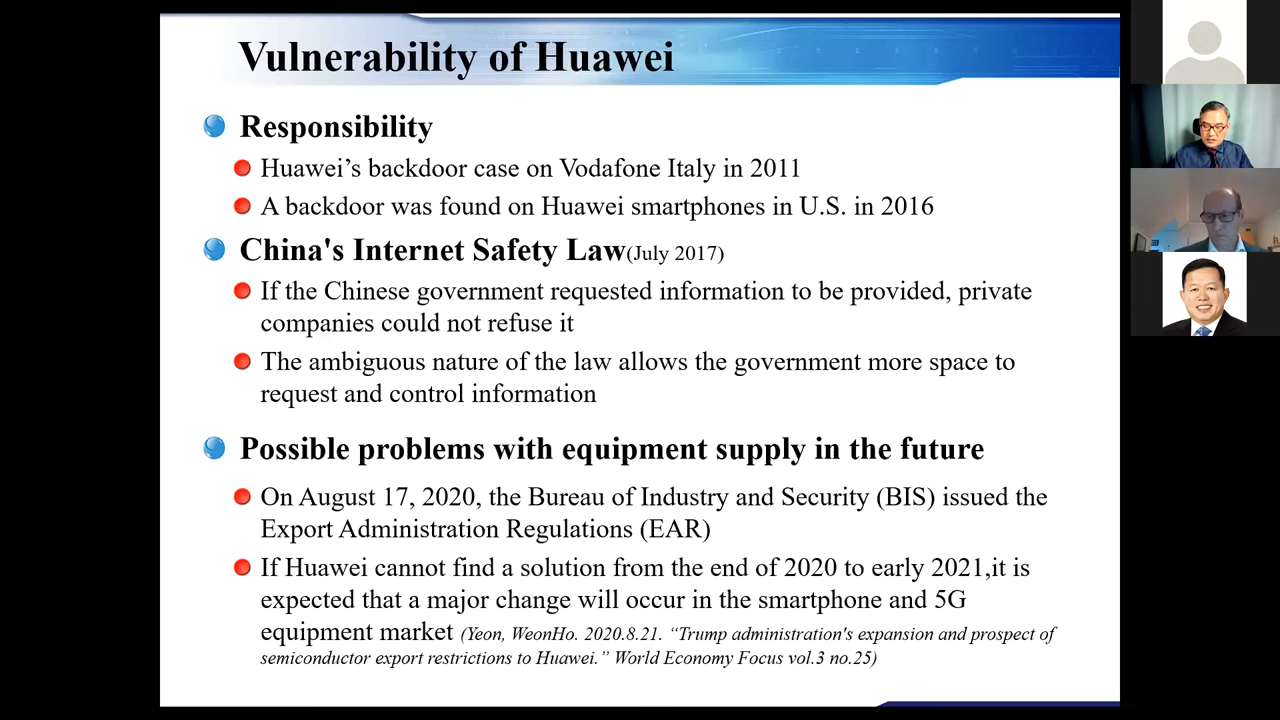 Vulnerability of Huawei
Responsibility
Huawei’s backdoor case on Vodafone Italy in 2011
A backdoor was found on Huawei smartphones in U.S. in 2016
China's Internet Safety Law(July 2017)
If the Chinese government requested information to be provided, private
companies could not refuse it
The ambiguous nature of the law allows the government more space to
request and control information
Possible problems with equipment supply in the future
On August 17, 2020, the Bureau of Industry and Security (BIS) issued the
Export Administration Regulations (EAR)
If Huawei cannot find a solution from the end of 2020 to early 2021,it is
expected that a major change will occur in the smartphone and 5G
equipment market (Yeon, WeonHo. 2020.8.21. “Trump administration's expansion and prospect of
semiconductor export restrictions to Huawei.” World Economy Focus vol.3 no.25)